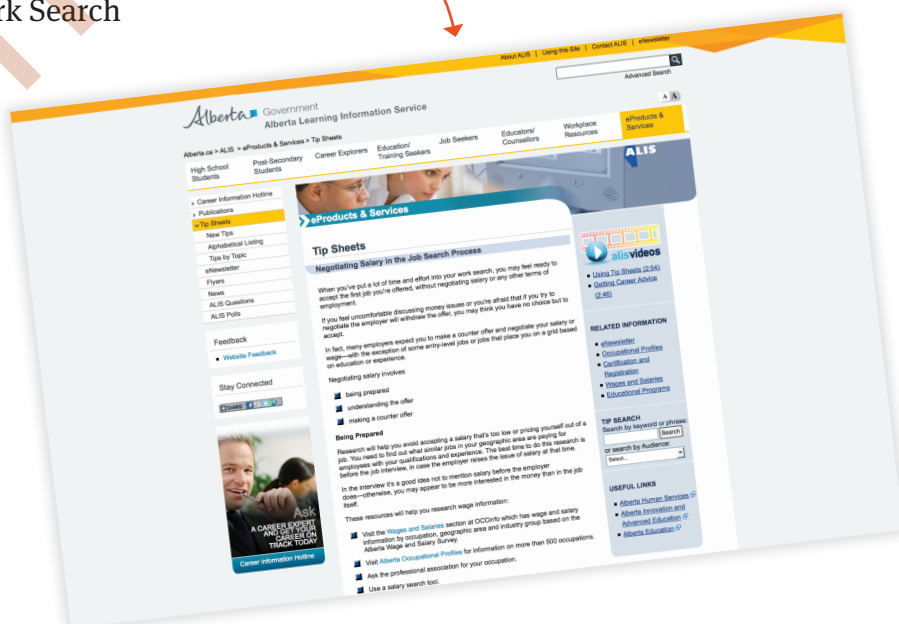 rk Search
About ALIS | Using this Site | Contact ALIS | eNewsletter
Advanced Search
A A
Alberta Government
Alberta Learning Information Service
Alberta.ca > ALIS > eProducts & Services > Tip Sheets
High School Students
Post-Secondary Students
Career Explorers
Education/ Training Seekers
Job Seekers
Educators/ Counsellors
Workplace Resources
eProducts & Services
ALIS
Career Information Hotline
Publications
Tip Sheets
New Tips
Alphabetical Listing
Tips by Topic
eNewsletter
Flyers
News
ALIS Questions
ALIS Polls
Feedback
Website Feedback
Stay Connected
SHARE
Ask
A CAREER EXPERT
AND GET YOUR
CAREER ON
TRACK TODAY
Career Information Hotline
eProducts & Services
Tip Sheets
Negotiating Salary in the Job Search Process
When you've put a lot of time and effort into your work search, you may feel ready to
accept the first job you're offered, without negotiating salary or any other terms of
employment.
If you feel uncomfortable discussing money issues or you're afraid that if you try to
negotiate the employer will withdraw the offer, you may think you have no choice but to
accept.
In fact, many employers expect you to make a counter offer and negotiate your salary or
wage—with the exception of some entry-level jobs or jobs that place you on a grid based
on education or experience.
Negotiating salary involves
being prepared
understanding the offer
making a counter offer
Being Prepared
Research will help you avoid accepting a salary that's too low or pricing yourself out of a
job. You need to find out what similar jobs in your geographic area are paying for
employees with your qualifications and experience. The best time to do this research is
before the job interview, in case the employer raises the issue of salary at that time.
In the interview it's a good idea not to mention salary before the employer
does—otherwise, you may appear to be more interested in the money than in the job
itself.
These resources will help you research wage information:
Visit the Wages and Salaries section at OCCinfo which has wage and salary
information by occupation, geographic area and industry group based on the
Alberta Wage and Salary Survey.
Visit Alberta Occupational Profiles for information on more than 500 occupations.
Ask the professional association for your occupation.
Use a salary search tool.
alisvideos
Using Tip Sheets (2:54)
Getting Career Advice
(2:46)
RELATED INFORMATION
eNewsletter
Occupational Profiles
Certification and
Registration
Wages and Salaries
Educational Programs
TIP SEARCH
Search by keyword or phrase:
Search
or search by Audience:
Select...
USEFUL LINKS
Alberta Human Services
Alberta Innovation and
Advanced Education
Alberta Education